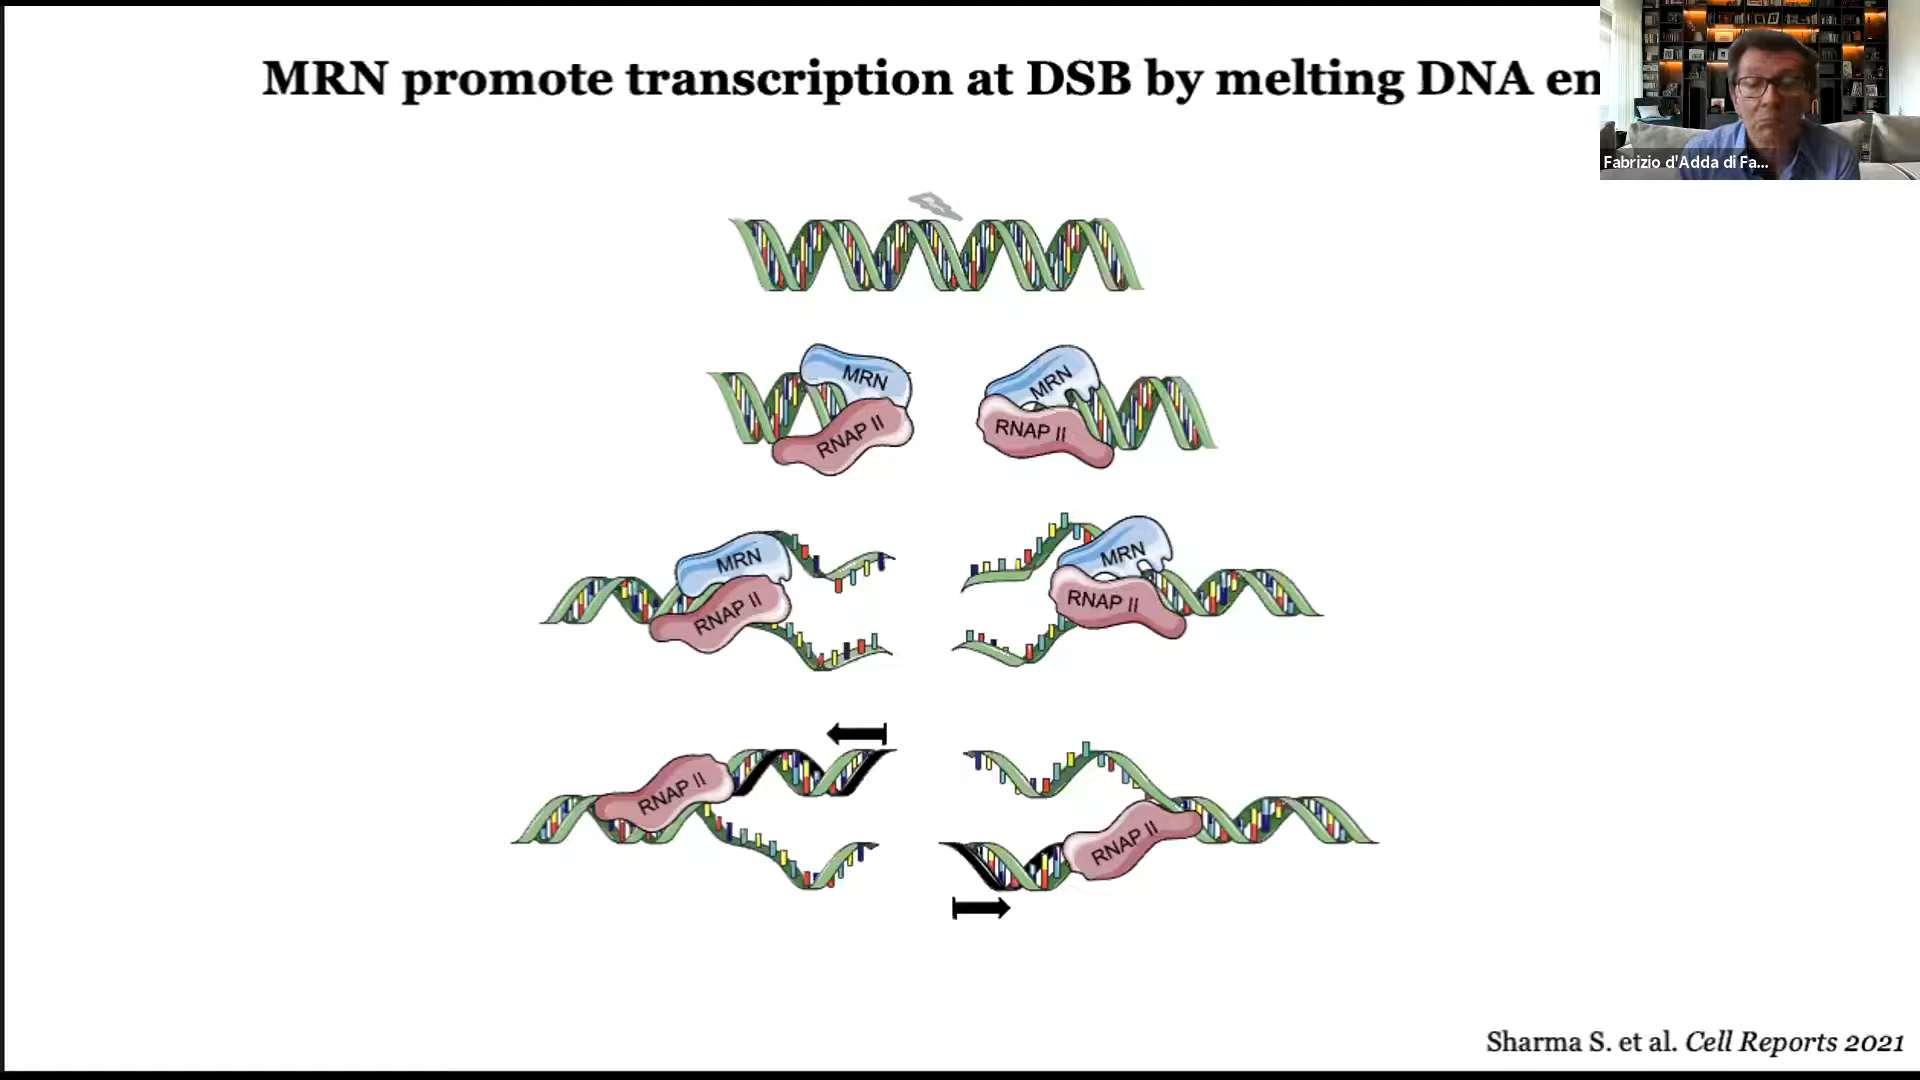 MRN promote transcription at DSB by melting DNA en
Fabrizio d'Adda di Fa...
MRN
RNAP II
MRN
RNAP II
MRN
RNAP II
MRN
RNAP II
RNAP II
RNAP II
Sharma S. et al. Cell Reports 2021